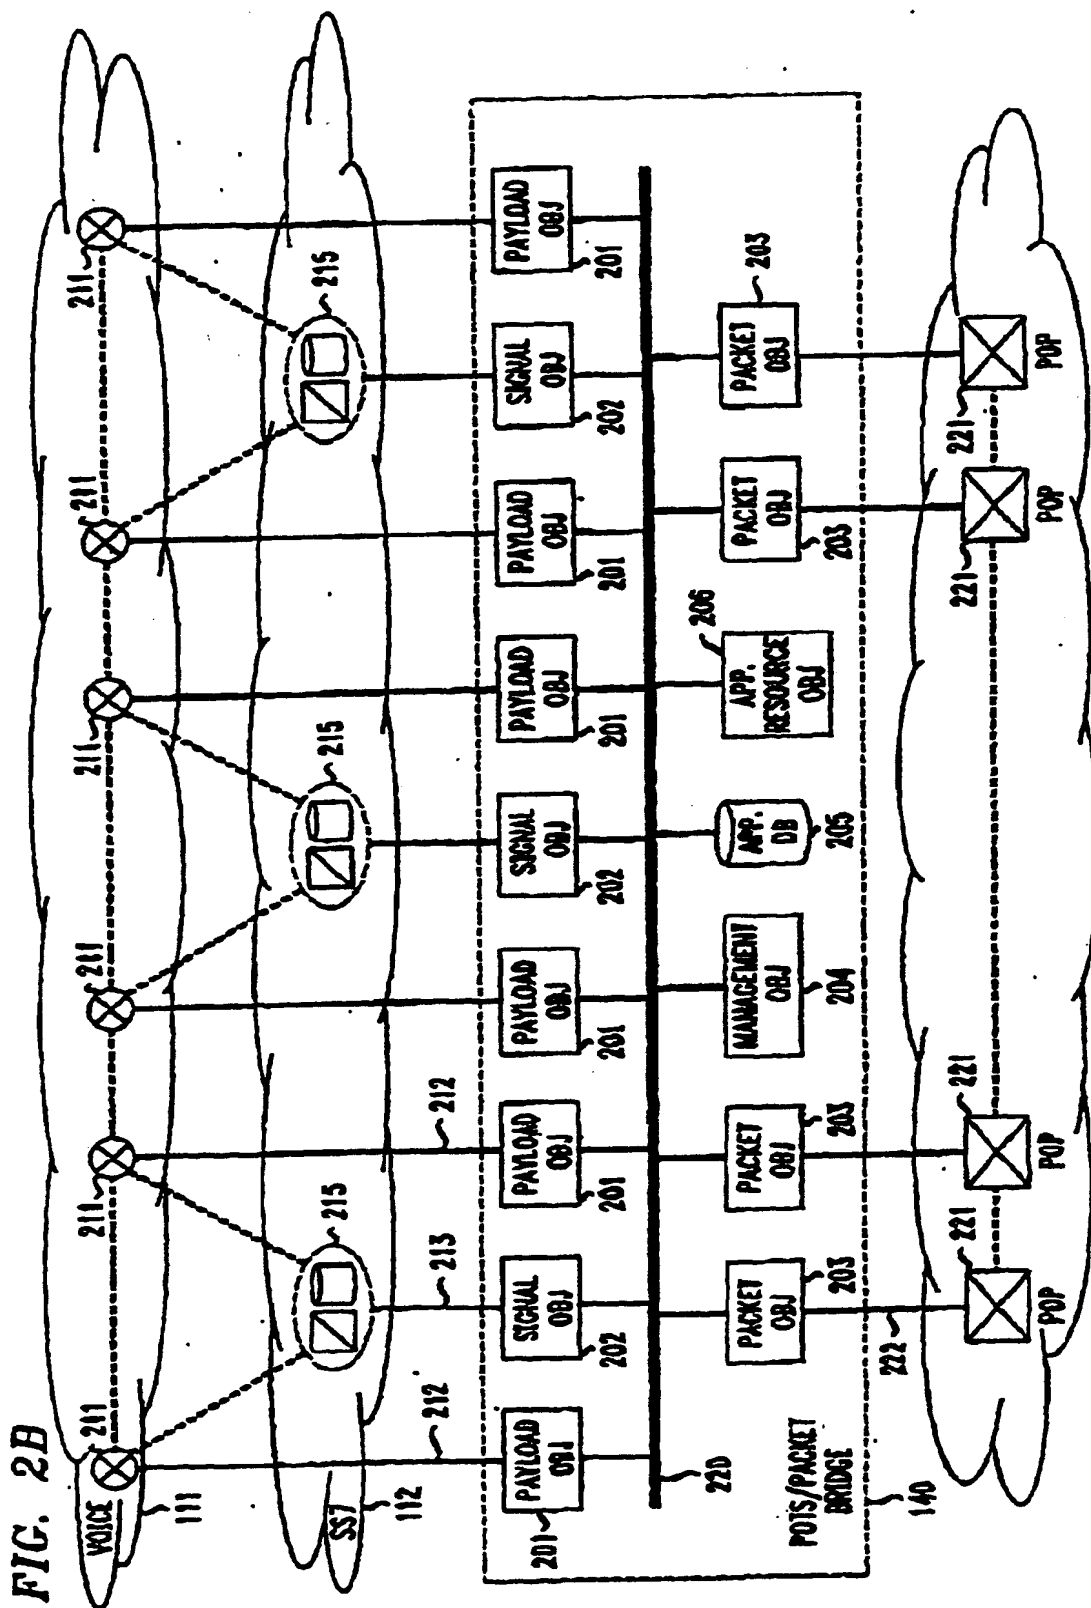 FIG. 2B
VOICE
111
211
211
211
211
211
211
SS7
112
215
215
215
212
213
212
PAYLOAD
OBJ
201
SIGNAL
OBJ
202
PAYLOAD
OBJ
201
PAYLOAD
OBJ
201
SIGNAL
OBJ
202
PAYLOAD
OBJ
201
PAYLOAD
OBJ
201
SIGNAL
OBJ
202
PAYLOAD
OBJ
201
220
PACKET
OBJ
203
PACKET
OBJ
203
MANAGEMENT
OBJ
204
APP.
DB
205
APP.
RESOURCE
OBJ
206
PACKET
OBJ
203
PACKET
OBJ
203
POTS/PACKET
BRIDGE
140
222
221
221
221
221
POP
POP
POP
POP